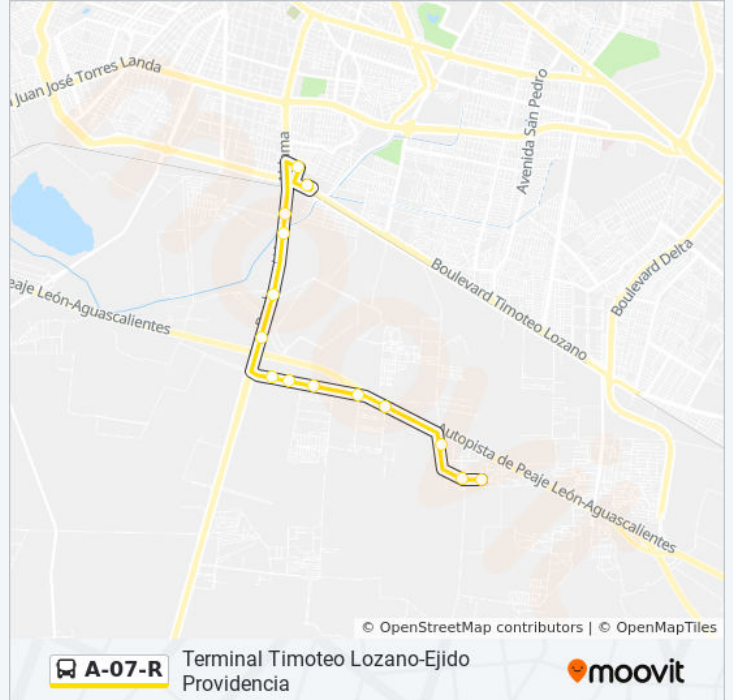 n Juan José Torres Landa
Avenida San Pedro
Boulevard Delta
Boulevard Timoteo Lozano
eaje León-Aguascalientes
Autopista de Peaje León-Aguascalientes
© OpenStreetMap contributors | © OpenMapTiles
A-07-R
Terminal Timoteo Lozano-Ejido
Providencia
moovit